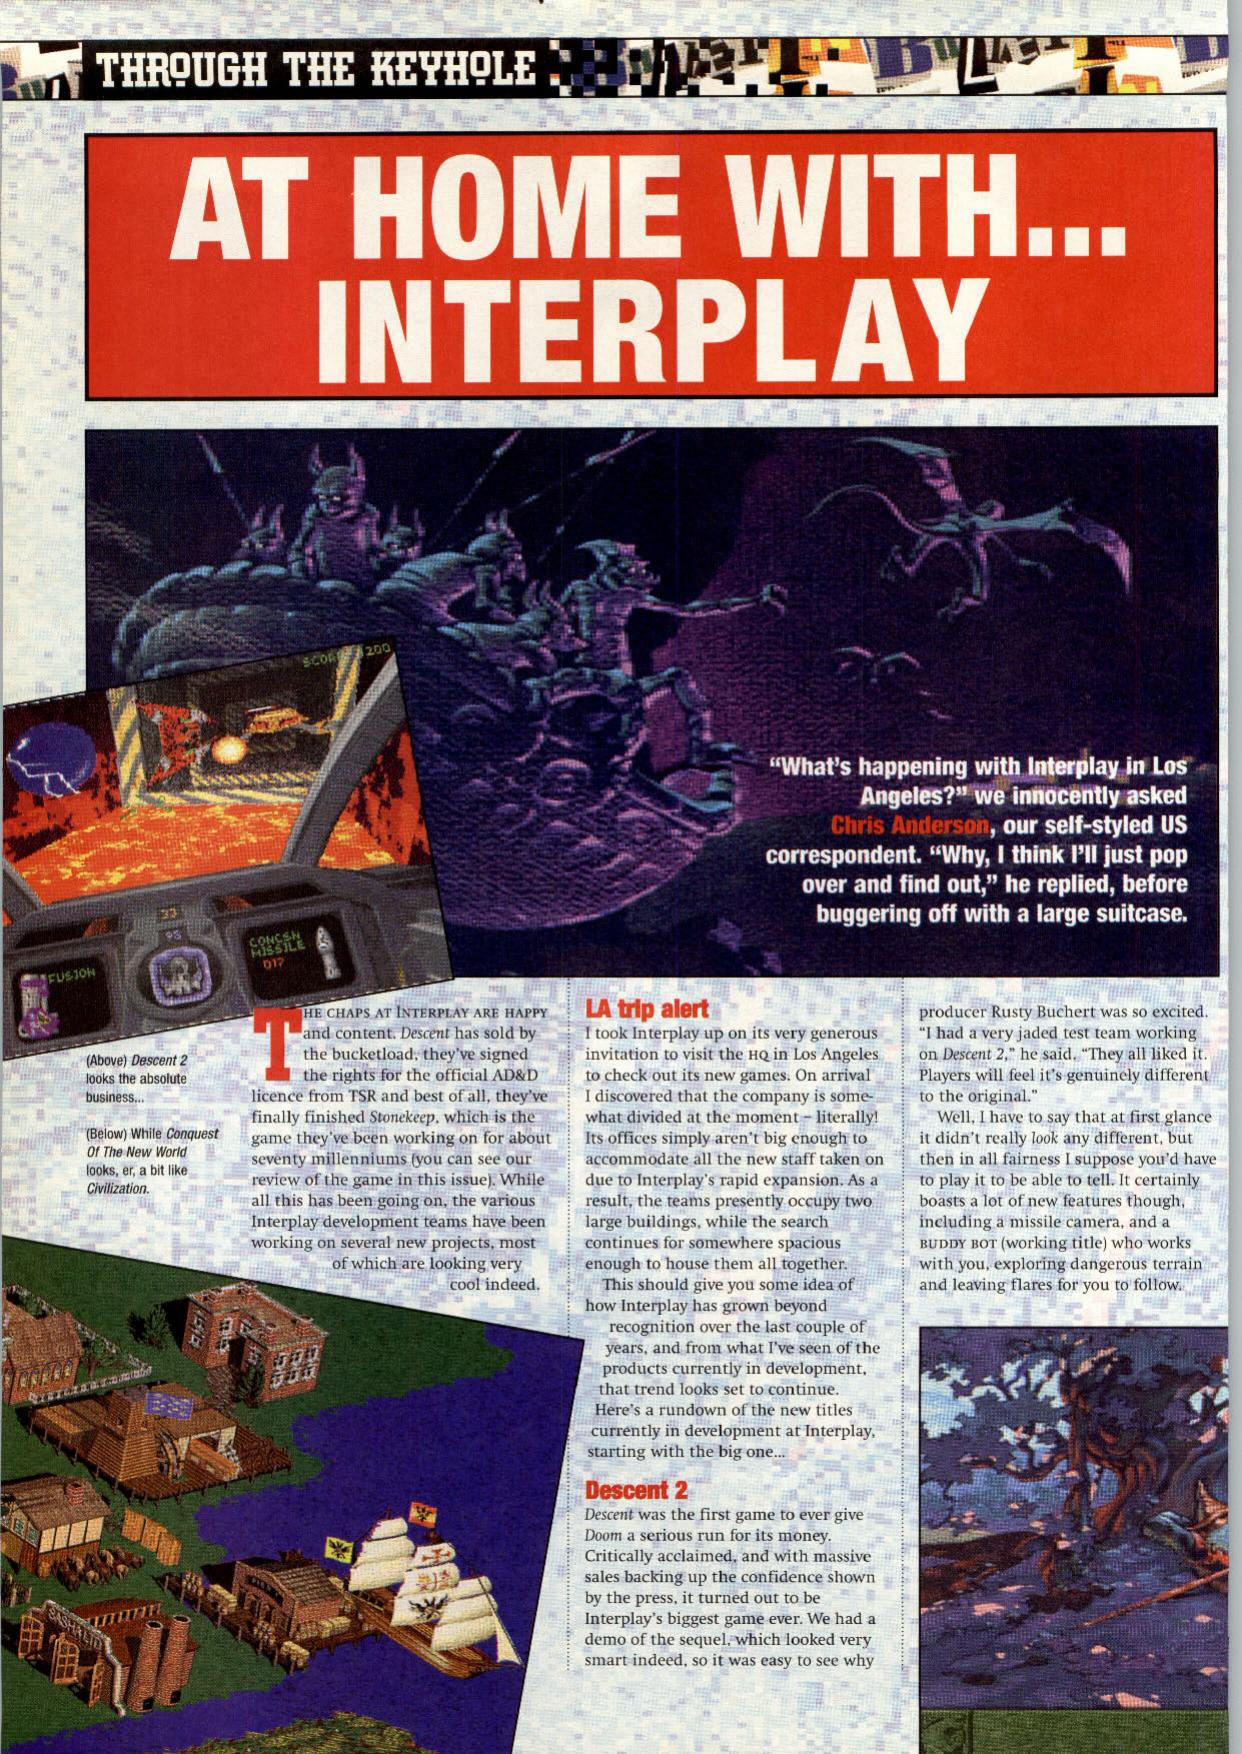 THROUGH THE KEYHOLE
AT HOME WITH...
INTERPLAY
SCORE 200
33
95
FUSION
CONCSN
MISSILE
017
"What's happening with Interplay in Los
Angeles?" we innocently asked
Chris Anderson, our self-styled US
correspondent. "Why, I think I'll just pop
over and find out," he replied, before
buggering off with a large suitcase.
(Above) Descent 2
looks the absolute
business...
(Below) While Conquest
Of The New World
looks, er, a bit like
Civilization.
THE CHAPS AT INTERPLAY ARE HAPPY
and content. Descent has sold by
the bucketload, they've signed
the rights for the official AD&D
licence from TSR and best of all, they've
finally finished Stonekeep, which is the
game they've been working on for about
seventy millenniums (you can see our
review of the game in this issue). While
all this has been going on, the various
Interplay development teams have been
working on several new projects, most
of which are looking very
cool indeed.
LA trip alert
I took Interplay up on its very generous
invitation to visit the HQ in Los Angeles
to check out its new games. On arrival
I discovered that the company is some-
what divided at the moment – literally!
Its offices simply aren't big enough to
accommodate all the new staff taken on
due to Interplay's rapid expansion. As a
result, the teams presently occupy two
large buildings, while the search
continues for somewhere spacious
enough to house them all together.
This should give you some idea of
how Interplay has grown beyond
recognition over the last couple of
years, and from what I've seen of the
products currently in development,
that trend looks set to continue.
Here's a rundown of the new titles
currently in development at Interplay,
starting with the big one...
Descent 2
Descent was the first game to ever give
Doom a serious run for its money.
Critically acclaimed, and with massive
sales backing up the confidence shown
by the press, it turned out to be
Interplay's biggest game ever. We had a
demo of the sequel, which looked very
smart indeed, so it was easy to see why
producer Rusty Buchert was so excited.
"I had a very jaded test team working
on Descent 2," he said. "They all liked it.
Players will feel it's genuinely different
to the original."
Well, I have to say that at first glance
it didn't really look any different, but
then in all fairness I suppose you'd have
to play it to be able to tell. It certainly
boasts a lot of new features though,
including a missile camera, and a
BUDDY BOT (working title) who works
with you, exploring dangerous terrain
and leaving flares for you to follow.